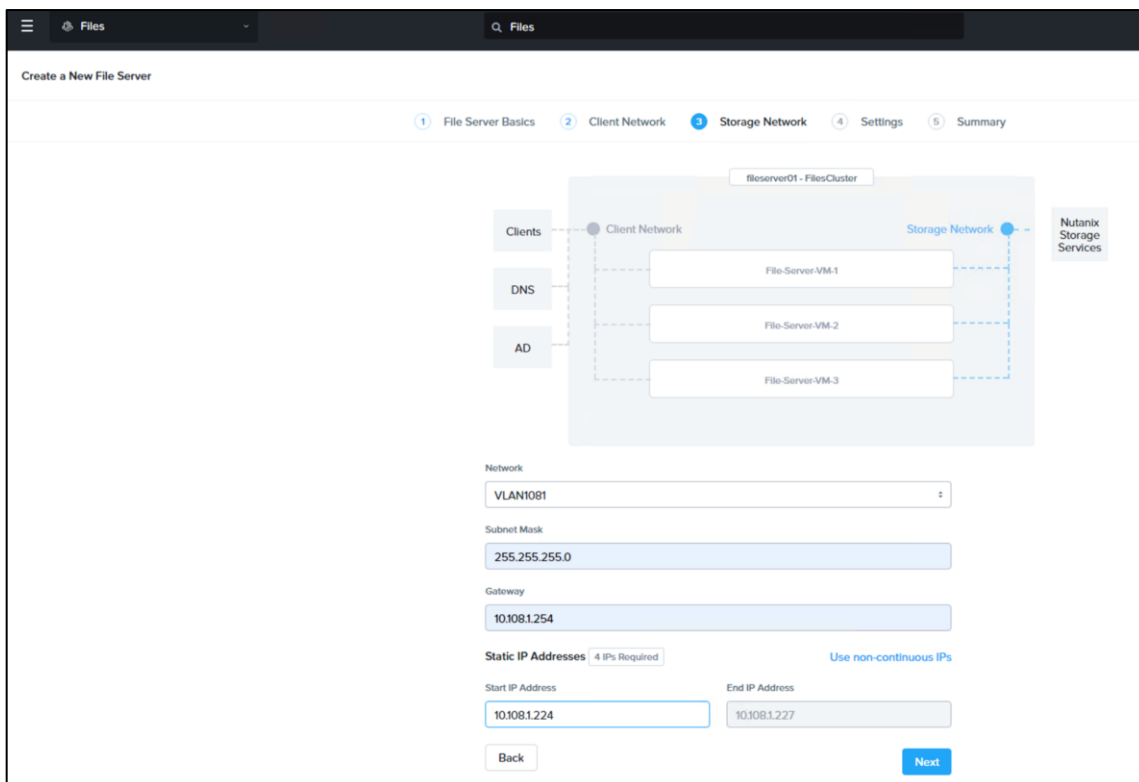 Files
Files
Create a New File Server
1 File Server Basics 2 Client Network 3 Storage Network 4 Settings 5 Summary
fileserver01 - FilesCluster
Clients
Client Network
Storage Network
Nutanix
Storage
Services
File-Server-VM-1
DNS
File-Server-VM-2
AD
File-Server-VM-3
Network
VLAN1081
Subnet Mask
255.255.255.0
Gateway
10.108.1.254
Static IP Addresses 4 IPs Required Use non-continuous IPs
Start IP Address End IP Address
10.108.1.224 10.108.1.227
Back Next